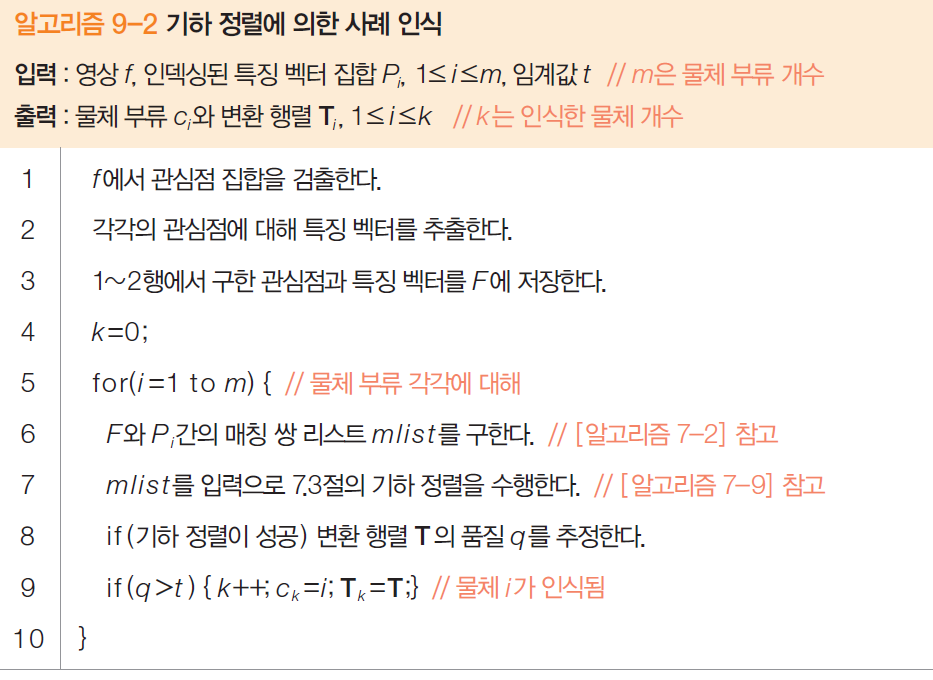 알고리즘 9-2 기하 정렬에 의한 사례 인식
입력 : 영상 f, 인덱싱된 특징 벡터 집합 Pi, 1≤i≤m, 임계값 t //m은 물체 부류 개수
출력 : 물체 부류 ci와 변환 행렬 Ti, 1≤i≤k //k는 인식한 물체 개수
1 f에서 관심점 집합을 검출한다.
2 각각의 관심점에 대해 특징 벡터를 추출한다.
3 1~2행에서 구한 관심점과 특징 벡터를 F에 저장한다.
4 k=0;
5 for(i=1 to m) { // 물체 부류 각각에 대해
6 F와 Pi간의 매칭 쌍 리스트 mlist를 구한다. // [알고리즘 7-2] 참고
7 mlist를 입력으로 7.3절의 기하 정렬을 수행한다. // [알고리즘 7-9] 참고
8 if(기하 정렬이 성공) 변환 행렬 T의 품질 q를 추정한다.
9 if(q>t) { k++; ck=i; Tk=T;} // 물체 i가 인식됨
10 }